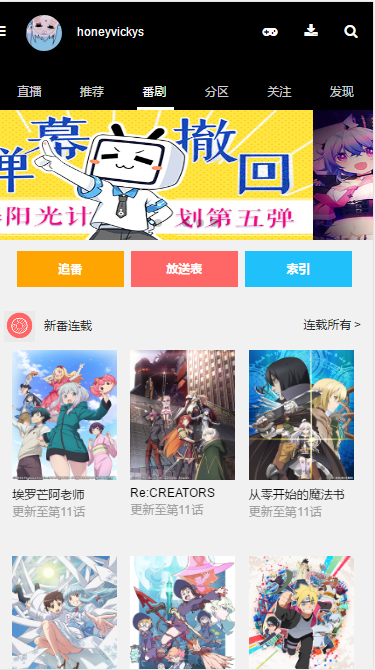 honeyvickys
直播 推荐 番剧 分区 关注 发现
弹幕撤回
阳光计划第五弹
追番 放送表 索引
新番连载 连载所有 >
埃罗芒阿老师 Re:CREATORS 从零开始的魔法书
更新至第11话 更新至第11话 更新至第11话